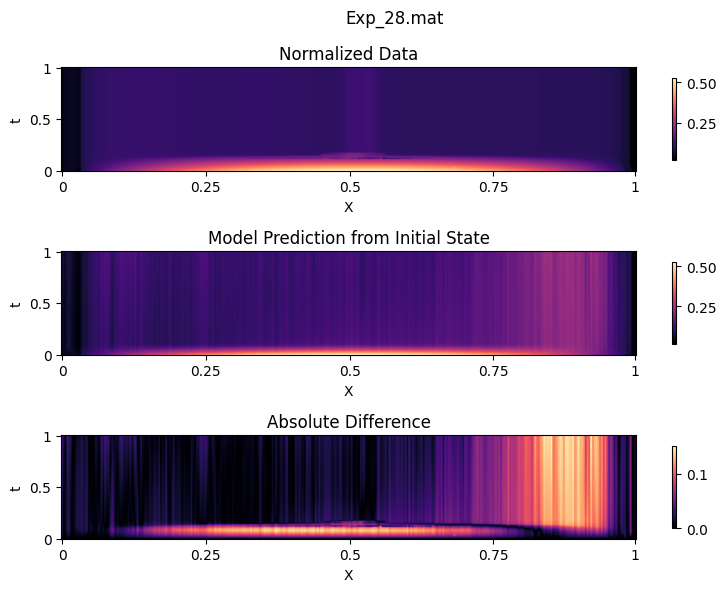 Exp_28.mat
Normalized Data
1
0.5
0
t
0 0.25 0.5 0.75 1
X
0.50
0.25
Model Prediction from Initial State
1
0.5
0
t
0 0.25 0.5 0.75 1
X
0.50
0.25
Absolute Difference
1
0.5
0
t
0 0.25 0.5 0.75 1
X
0.1
0.0